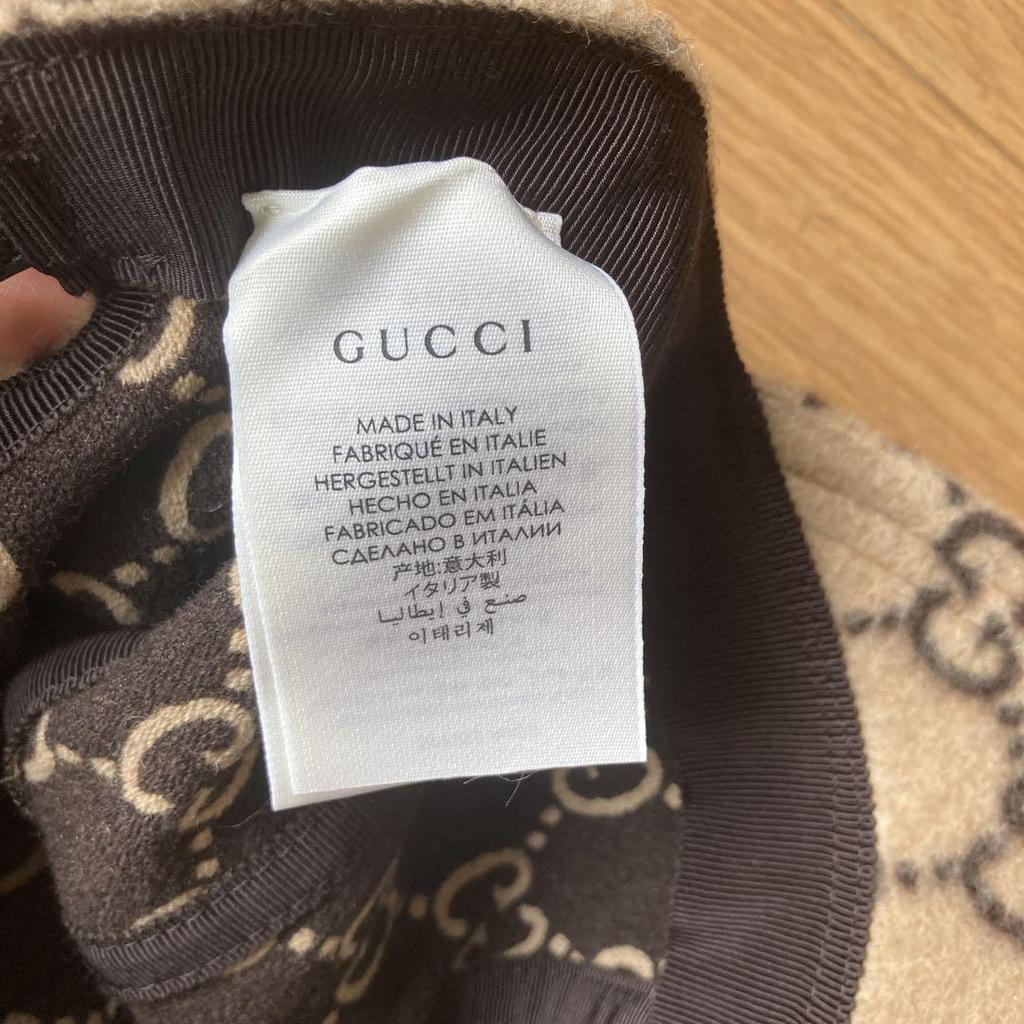 GUCCI
MADE IN ITALY
FABRIQUÉ EN ITALIE
HERGESTELLT IN ITALIEN
HECHO EN ITALIA
FABRICADO EM ITÁLIA
СДЕЛАНО В ИТАЛИИ
产地:意大利
イタリア製
صنع في إيطاليا
이태리제